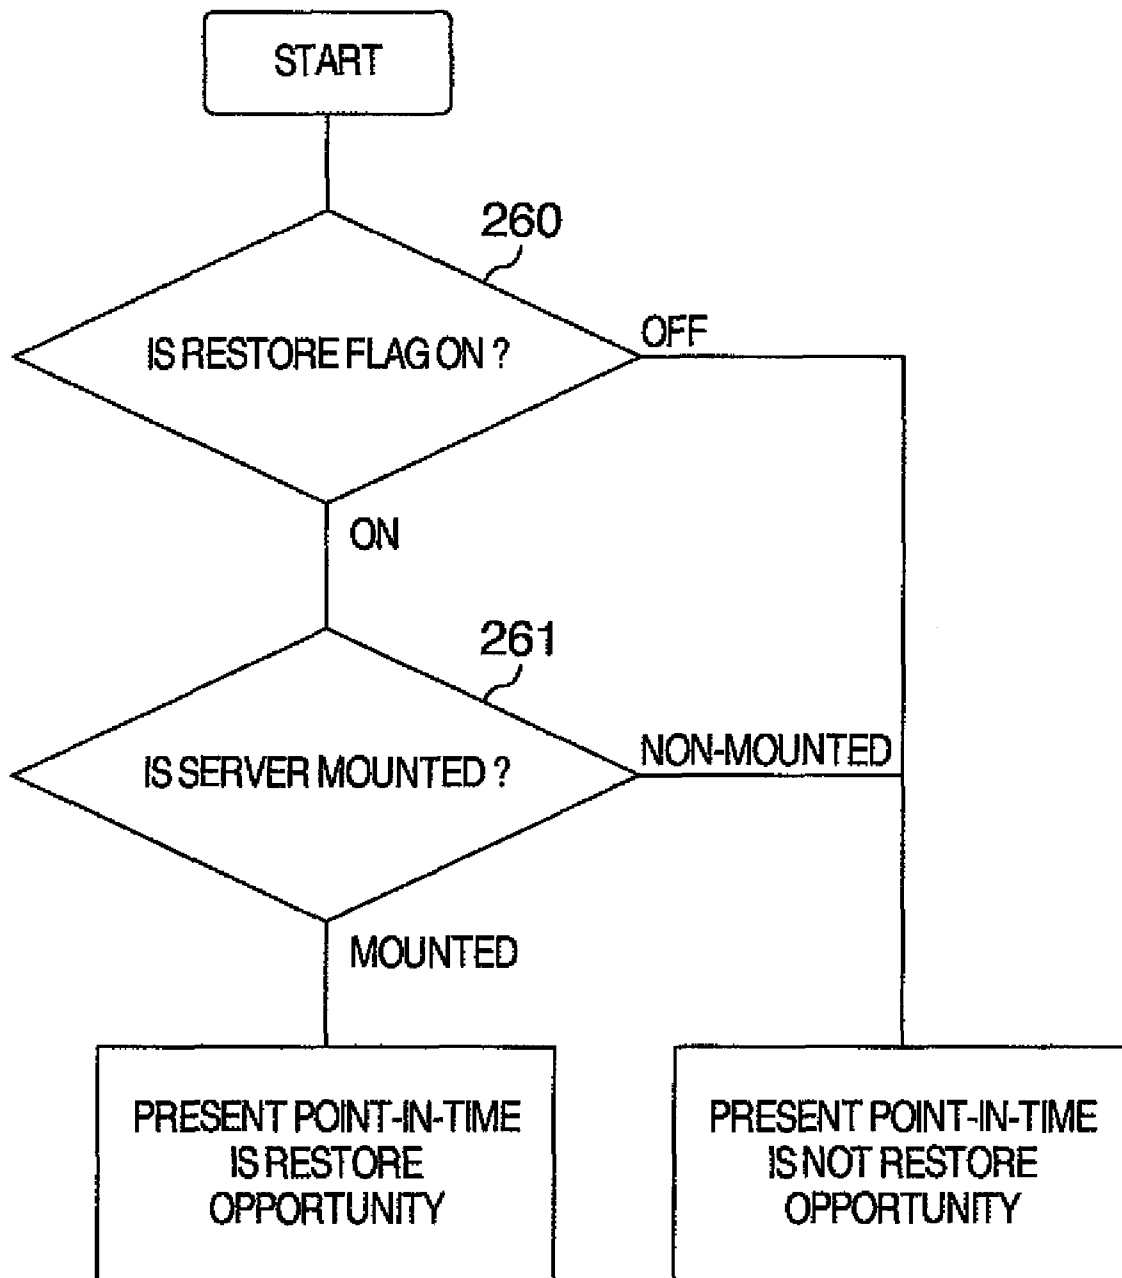 START
260
IS RESTORE FLAG ON ?
OFF
ON
261
IS SERVER MOUNTED ?
NON-MOUNTED
MOUNTED
PRESENT POINT-IN-TIME
IS RESTORE
OPPORTUNITY
PRESENT POINT-IN-TIME
IS NOT RESTORE
OPPORTUNITY